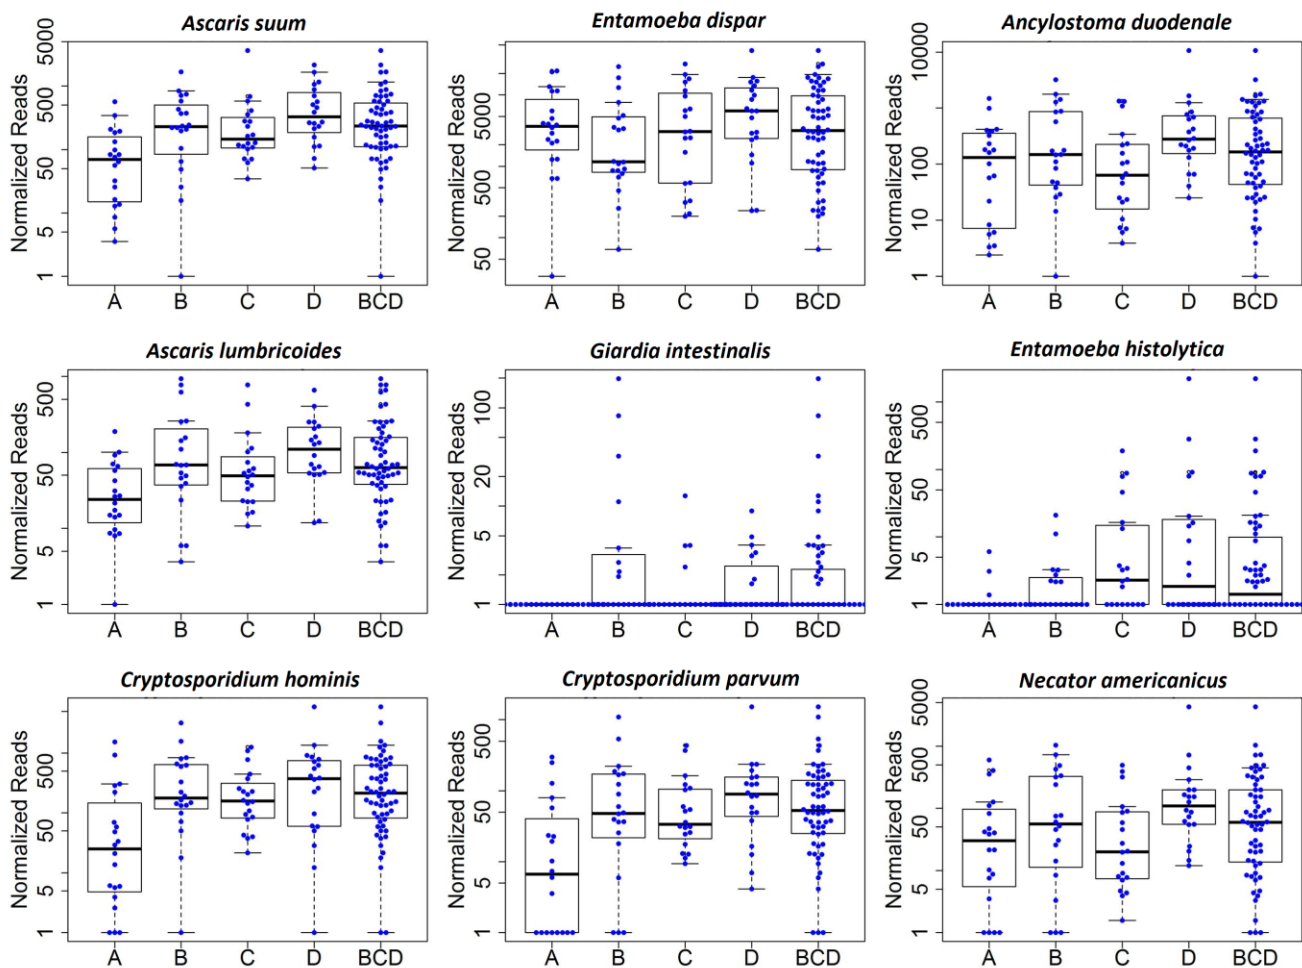 Ascaris suum
Entamoeba dispar
Ancylostoma duodenale
Normalized Reads
5000
500
50
5
1
A B C D BCD
Normalized Reads
5000
500
50
A B C D BCD
Normalized Reads
10000
100
10
1
A B C D BCD
Ascaris lumbricoides
Giardia intestinalis
Entamoeba histolytica
Normalized Reads
500
50
5
1
A B C D BCD
Normalized Reads
100
20
5
1
A B C D BCD
Normalized Reads
500
50
5
1
A B C D BCD
Cryptosporidium hominis
Cryptosporidium parvum
Necator americanicus
Normalized Reads
500
50
5
1
A B C D BCD
Normalized Reads
500
50
5
1
A B C D BCD
Normalized Reads
5000
500
50
5
1
A B C D BCD